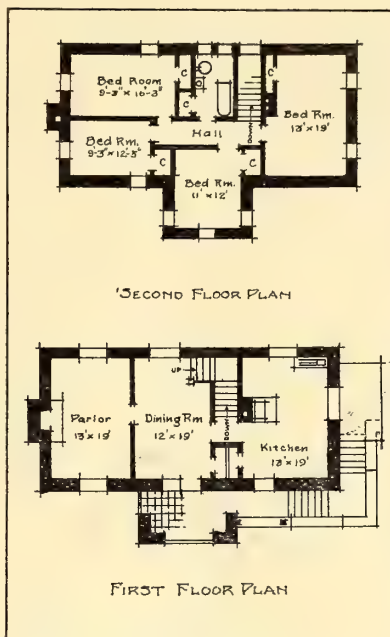 Bed Room
9'-3" x 16'-3"
C
C
Bed Rm.
13' x 19'
Hall
DOWN
Bed Rm.
9'-3" x 12'-3"
C
C
Bed Rm.
11' x 12'
SECOND FLOOR PLAN
UP
Parlor
13' x 19'
Dining Rm
12' x 19'
DOWN
Kitchen
13' x 19'
FIRST FLOOR PLAN